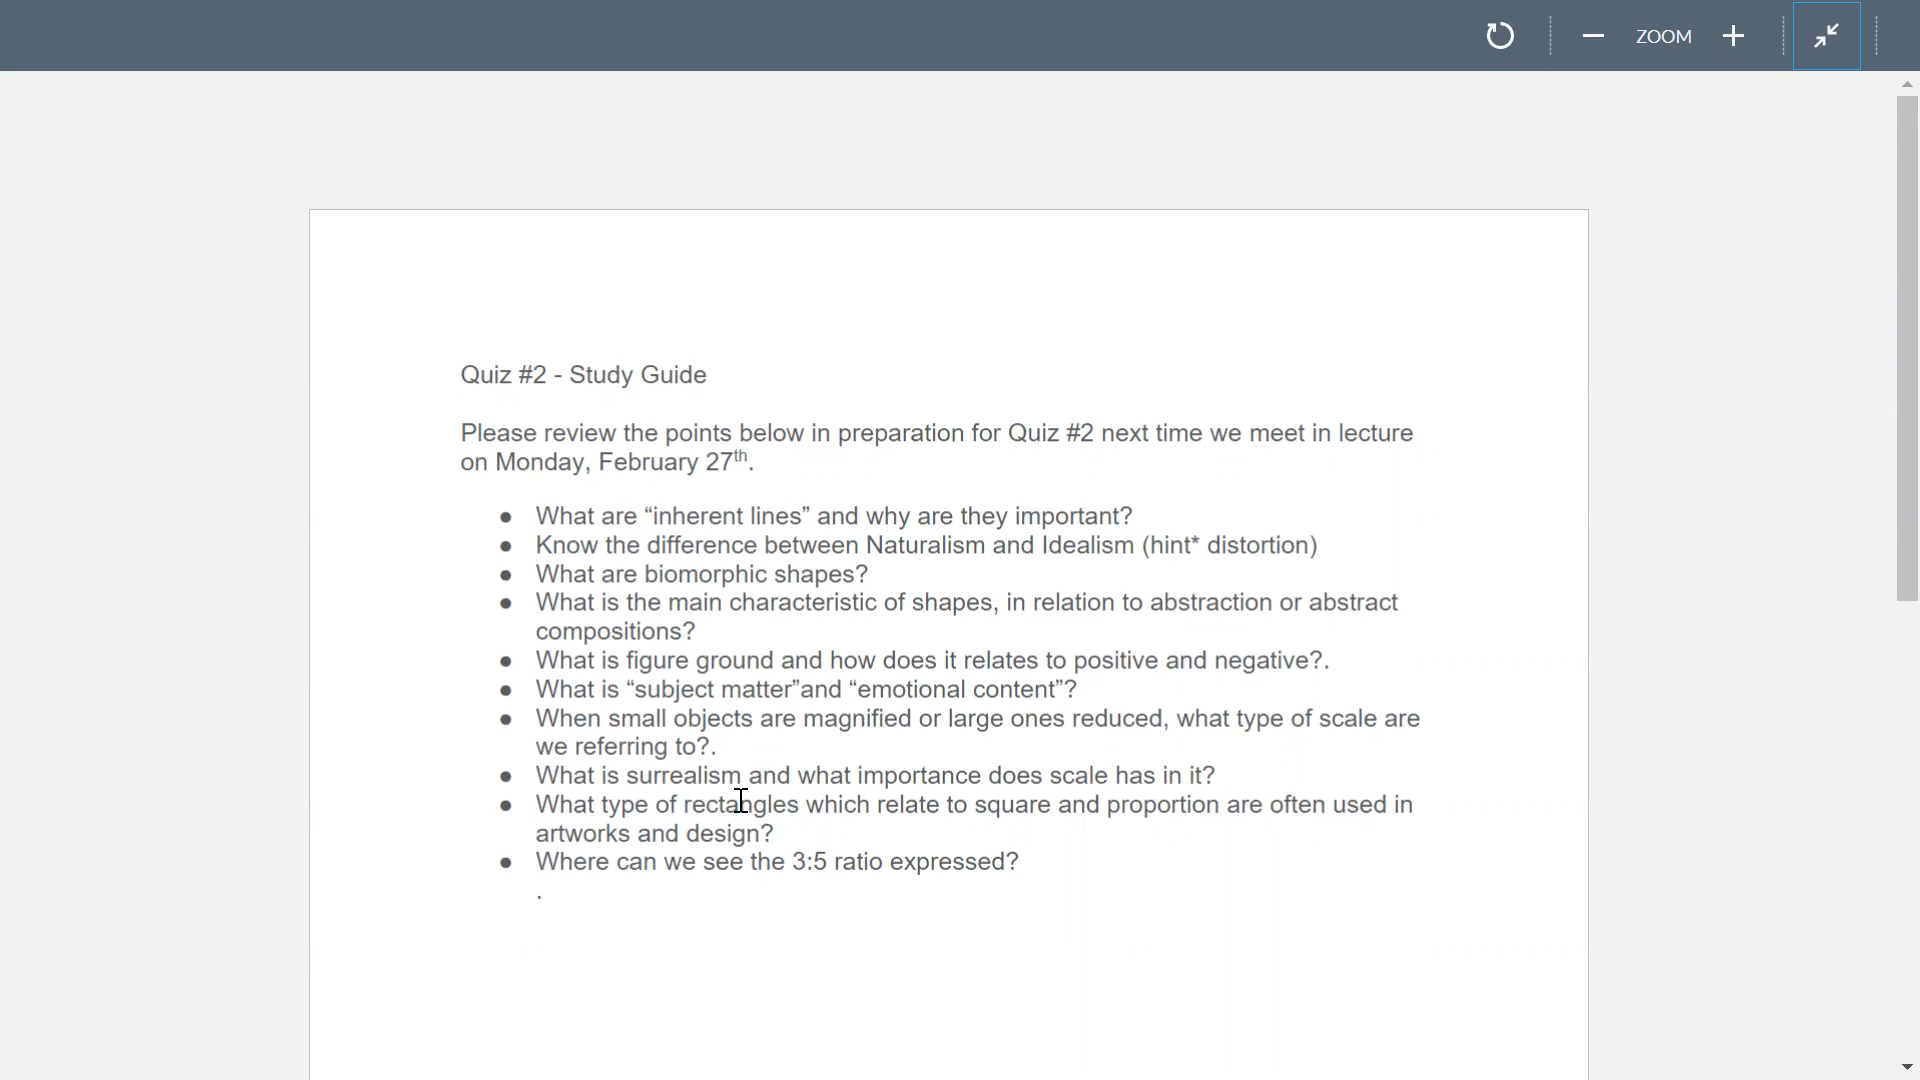 ZOOM
Quiz #2 - Study Guide
Please review the points below in preparation for Quiz #2 next time we meet in lecture
on Monday, February 27th.
● What are “inherent lines” and why are they important?
● Know the difference between Naturalism and Idealism (hint* distortion)
● What are biomorphic shapes?
● What is the main characteristic of shapes, in relation to abstraction or abstract
compositions?
● What is figure ground and how does it relates to positive and negative?.
● What is “subject matter”and “emotional content”?
● When small objects are magnified or large ones reduced, what type of scale are
we referring to?.
● What is surrealism and what importance does scale has in it?
● What type of rectangles which relate to square and proportion are often used in
artworks and design?
● Where can we see the 3:5 ratio expressed?
.